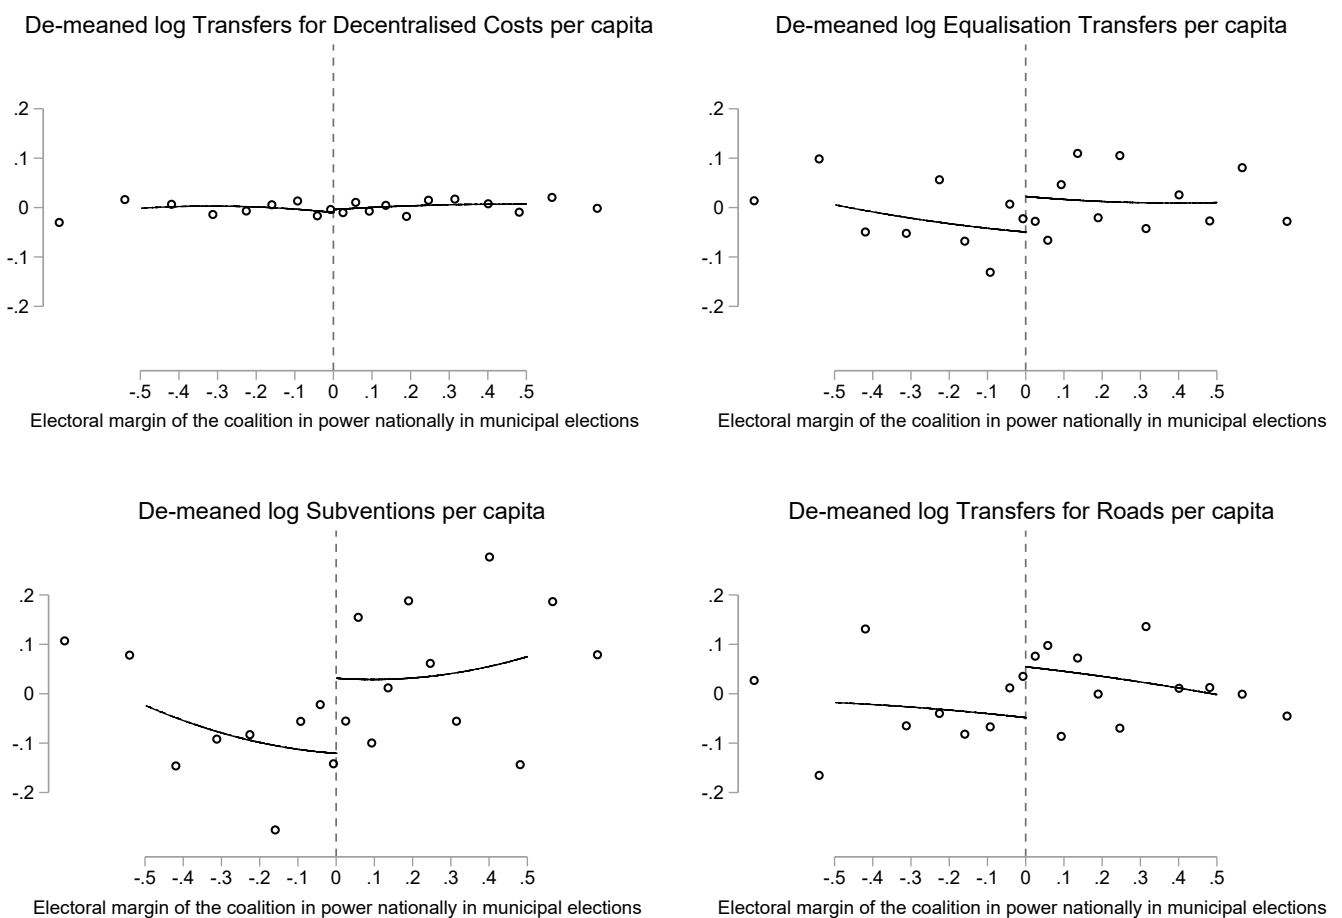 De-meaned log Transfers for Decentralised Costs per capita
.2
.1
0
-.1
-.2
-.5 -.4 -.3 -.2 -.1 0 .1 .2 .3 .4 .5
Electoral margin of the coalition in power nationally in municipal elections
De-meaned log Equalisation Transfers per capita
.2
.1
0
-.1
-.2
-.5 -.4 -.3 -.2 -.1 0 .1 .2 .3 .4 .5
Electoral margin of the coalition in power nationally in municipal elections
De-meaned log Subventions per capita
.2
.1
0
-.1
-.2
-.5 -.4 -.3 -.2 -.1 0 .1 .2 .3 .4 .5
Electoral margin of the coalition in power nationally in municipal elections
De-meaned log Transfers for Roads per capita
.2
.1
0
-.1
-.2
-.5 -.4 -.3 -.2 -.1 0 .1 .2 .3 .4 .5
Electoral margin of the coalition in power nationally in municipal elections